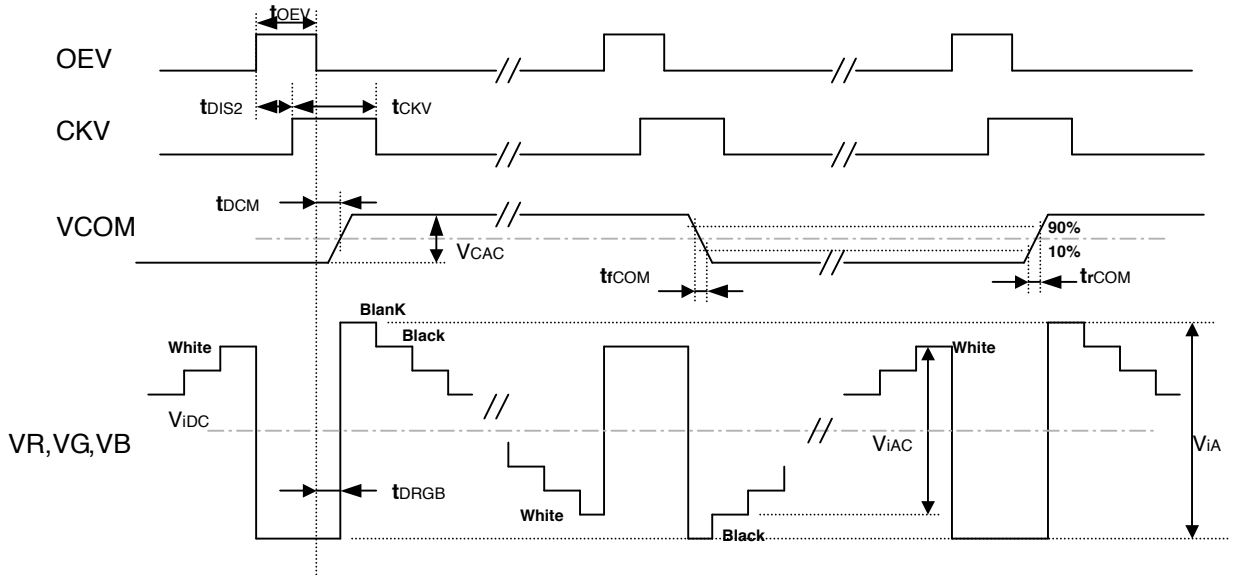 tOEV
OEV
tDIS2 tCKV
CKV
tDCM
VCOM
90%
VCAC
10%
tfCOM
trCOM
BlanK
White
Black
White
ViDC
VR,VG,VB
ViAC
ViA
tDRGB
White
Black